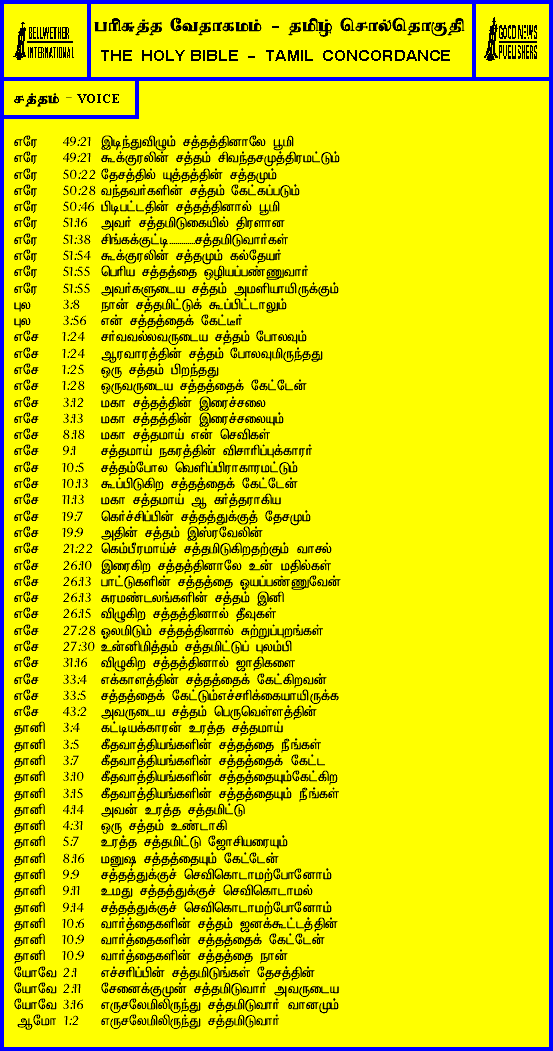 BELLWETHER
INTERNATIONAL
பரிசுத்த வேதாகமம் - தமிழ் சொல்தொகுதி
THE HOLY BIBLE - TAMIL CONCORDANCE
GOOD NEWS
PUBLISHERS
சத்தம் - VOICE
எரே 49:21 இடிந்துவிழும் சத்தத்தினாலே பூமி
எரே 49:21 கூக்குரலின் சத்தம் சிவந்தசமுத்திரமட்டும்
எரே 50:22 தேசத்தில் யுத்தத்தின் சத்தமும்
எரே 50:28 வந்தவர்களின் சத்தம் கேட்கப்படும்
எரே 50:46 பிடிபட்டதின் சத்தத்தினால் பூமி
எரே 51:16 அவர் சத்தமிடுகையில் திரளான
எரே 51:38 சிங்கக்குட்டி............சத்தமிடுவார்கள்
எரே 51:54 கூக்குரலின் சத்தமும் கல்தேயர்
எரே 51:55 பெரிய சத்தத்தை ஒழியப்பண்ணுவார்
எரே 51:55 அவர்களுடைய சத்தம் அமளியாயிருக்கும்
புல 3:8 நான் சத்தமிட்டுக் கூப்பிட்டாலும்
புல 3:56 என் சத்தத்தைக் கேட்டீர்
எசே 1:24 சர்வவல்லவருடைய சத்தம் போலவும்
எசே 1:24 ஆரவாரத்தின் சத்தம் போலவுமிருந்தது
எசே 1:25 ஒரு சத்தம் பிறந்தது
எசே 1:28 ஒருவருடைய சத்தத்தைக் கேட்டேன்
எசே 3:12 மகா சத்தத்தின் இரைச்சலை
எசே 3:13 மகா சத்தத்தின் இரைச்சலையும்
எசே 8:18 மகா சத்தமாய் என் செவிகள்
எசே 9:1 சத்தமாய் நகரத்தின் விசாரிப்புக்காரர்
எசே 10:5 சத்தம்போல வெளிப்பிராகாரமட்டும்
எசே 10:13 கூப்பிடுகிற சத்தத்தைக் கேட்டேன்
எசே 11:13 மகா சத்தமாய் ஆ கர்த்தராகிய
எசே 19:7 கெர்ச்சிப்பின் சத்தத்துக்குத் தேசமும்
எசே 19:9 அதின் சத்தம் இஸ்ரவேலின்
எசே 21:22 கெம்பீரமாய்ச் சத்தமிடுகிறதற்கும் வாசல்
எசே 26:10 இரைகிற சத்தத்தினாலே உன் மதில்கள்
எசே 26:13 பாட்டுகளின் சத்தத்தை ஓயப்பண்ணுவேன்
எசே 26:13 சுரமண்டலங்களின் சத்தம் இனி
எசே 26:15 விழுகிற சத்தத்தினால் தீவுகள்
எசே 27:28 ஓலமிடும் சத்தத்தினால் சுற்றுப்புறங்கள்
எசே 27:30 உன்னிமித்தம் சத்தமிட்டுப் புலம்பி
எசே 31:16 விழுகிற சத்தத்தினால் ஜாதிகளை
எசே 33:4 எக்காளத்தின் சத்தத்தைக் கேட்கிறவன்
எசே 33:5 சத்தத்தைக் கேட்டும்எச்சரிக்கையாயிருக்க
எசே 43:2 அவருடைய சத்தம் பெருவெள்ளத்தின்
தானி 3:4 கட்டியக்காரன் உரத்த சத்தமாய்
தானி 3:5 கீதவாத்தியங்களின் சத்தத்தை நீங்கள்
தானி 3:7 கீதவாத்தியங்களின் சத்தத்தைக் கேட்ட
தானி 3:10 கீதவாத்தியங்களின் சத்தத்தையும்கேட்கிற
தானி 3:15 கீதவாத்தியங்களின் சத்தத்தையும் நீங்கள்
தானி 4:14 அவன் உரத்த சத்தமிட்டு
தானி 4:31 ஒரு சத்தம் உண்டாகி
தானி 5:7 உரத்த சத்தமிட்டு ஜோசியரையும்
தானி 8:16 மனுஷ சத்தத்தையும் கேட்டேன்
தானி 9:9 சத்தத்துக்குச் செவிகொடாமற்போனோம்
தானி 9:11 உமது சத்தத்துக்குச் செவிகொடாமல்
தானி 9:14 சத்தத்துக்குச் செவிகொடாமற்போனோம்
தானி 10:6 வார்த்தைகளின் சத்தம் ஜனக்கூட்டத்தின்
தானி 10:9 வார்த்தைகளின் சத்தத்தைக் கேட்டேன்
தானி 10:9 வார்த்தைகளின் சத்தத்தை நான்
யோவே 2:1 எச்சரிப்பின் சத்தமிடுங்கள் தேசத்தின்
யோவே 2:11 சேனைக்குமுன் சத்தமிடுவார் அவருடைய
யோவே 3:16 எருசலேமிலிருந்து சத்தமிடுவார் வானமும்
ஆமோ 1:2 எருசலேமிலிருந்து சத்தமிடுவார்